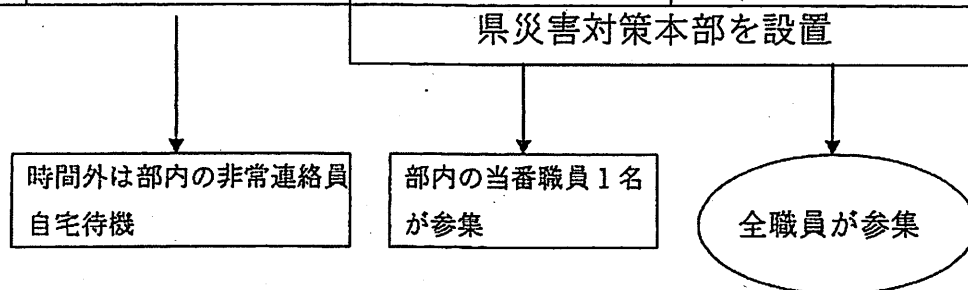 県災害対策本部を設置
時間外は部内の非常連絡員
自宅待機
部内の当番職員１名
が参集
全職員が参集